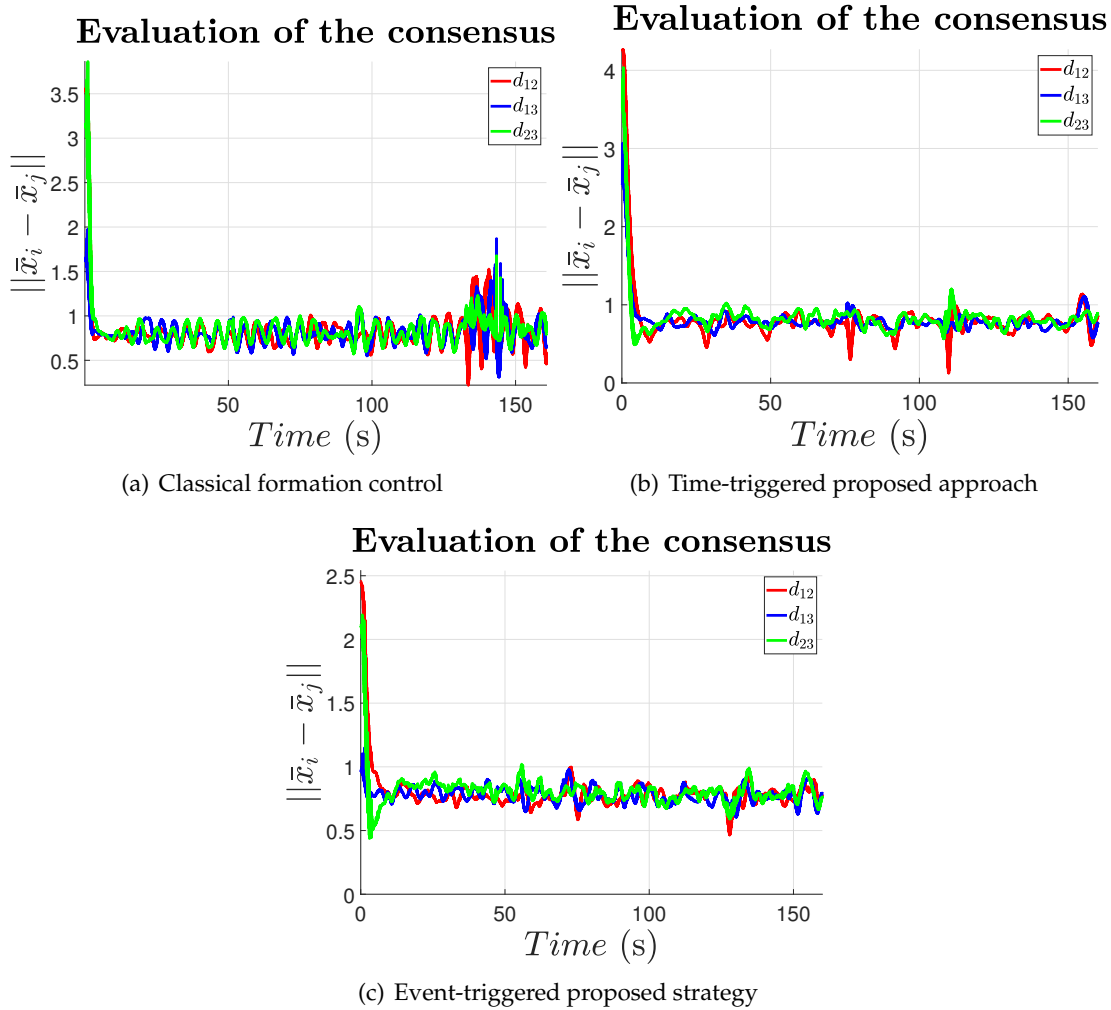 Evaluation of the consensus
||x̄ᵢ − x̄ⱼ||
3.5
3
2.5
2
1.5
1
0.5
d₁₂
d₁₃
d₂₃
50
100
150
Time (s)
(a) Classical formation control
Evaluation of the consensus
||x̄ᵢ − x̄ⱼ||
4
3
2
1
0
d₁₂
d₁₃
d₂₃
0
50
100
150
Time (s)
(b) Time-triggered proposed approach
Evaluation of the consensus
||x̄ᵢ − x̄ⱼ||
2.5
2
1.5
1
0.5
0
d₁₂
d₁₃
d₂₃
0
50
100
150
Time (s)
(c) Event-triggered proposed strategy